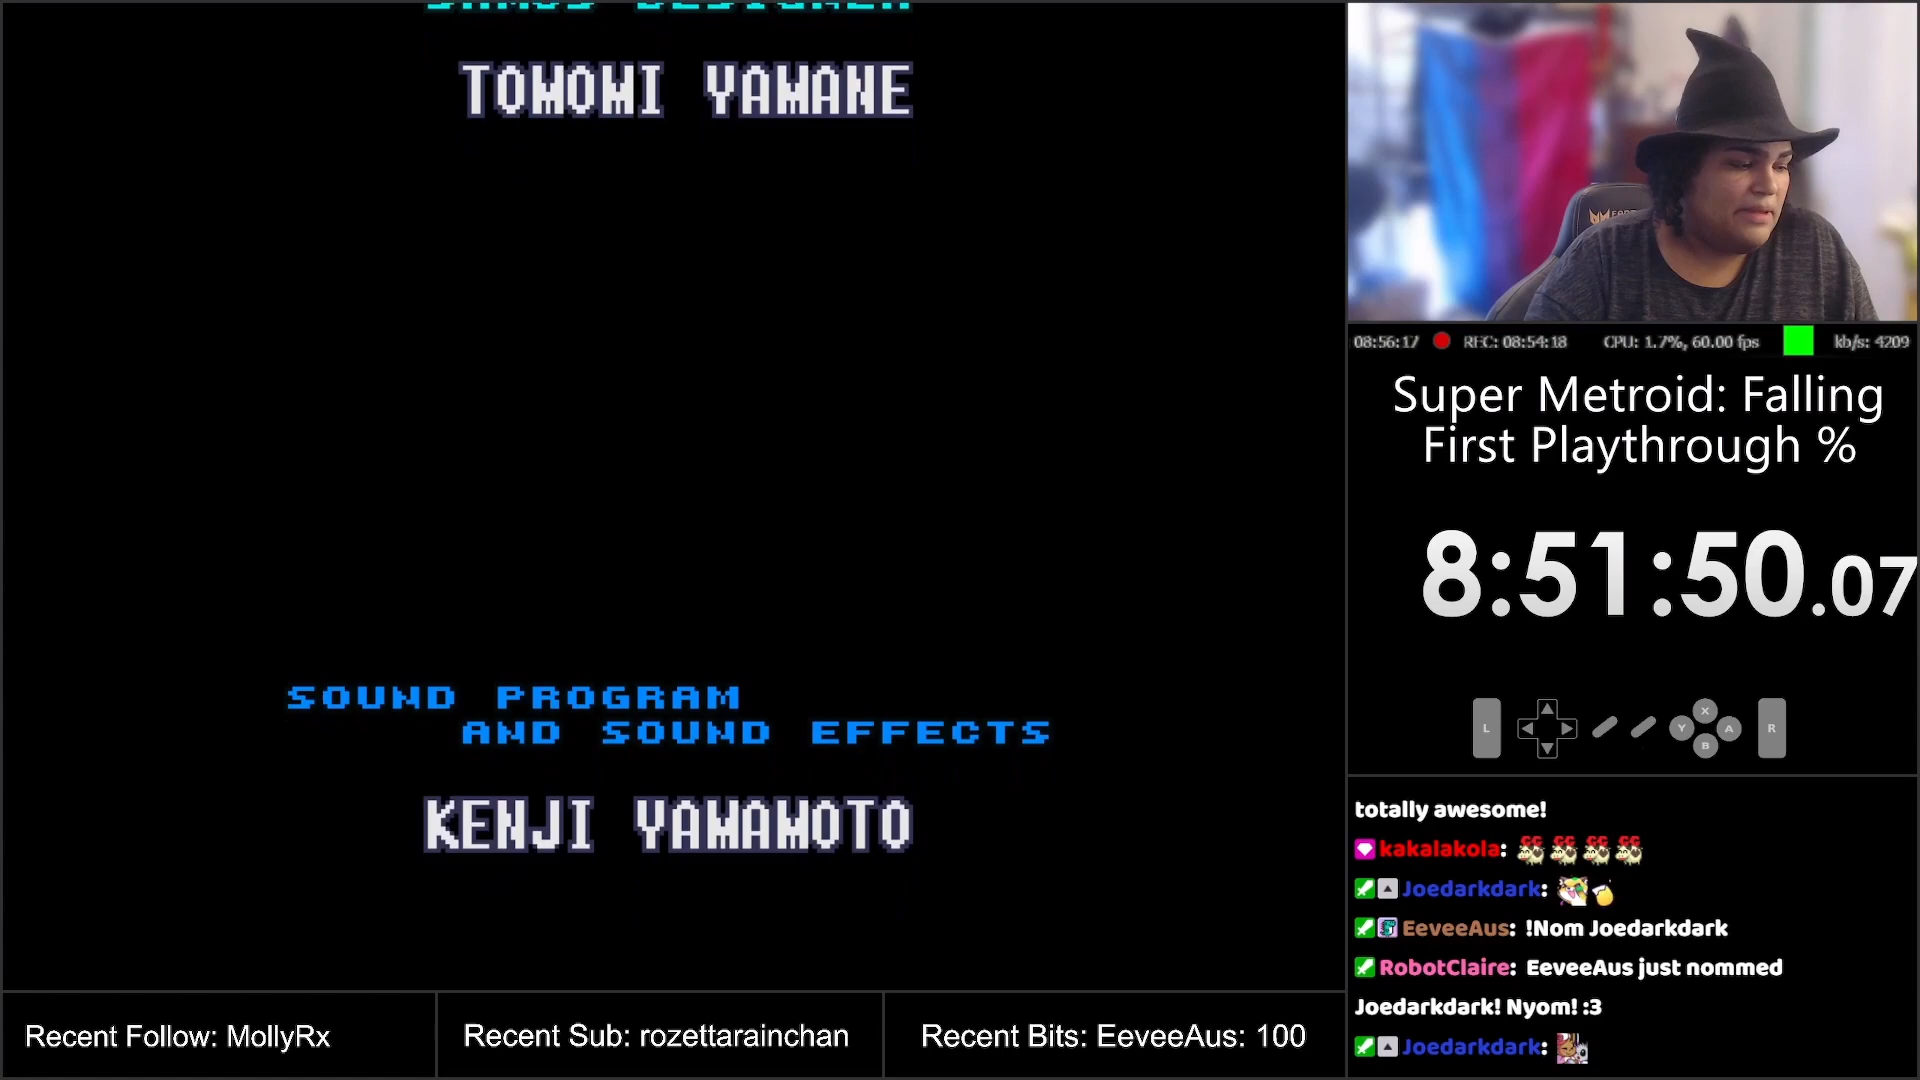 SAMUS DESIGNER
TOMOMI YAMANE
SOUND PROGRAM
AND SOUND EFFECTS
KENJI YAMAMOTO
08:56:17 REC: 08:54:18 CPU: 1.7%, 60.00 fps kb/s: 4209
Super Metroid: Falling
First Playthrough %
8:51:50.07
L X Y A B R
totally awesome!
kakalakola:
Joedarkdark:
EeveeAus: !Nom Joedarkdark
RobotClaire: EeveeAus just nommed
Joedarkdark! Nyom! :3
Joedarkdark:
Recent Follow: MollyRx
Recent Sub: rozettarainchan
Recent Bits: EeveeAus: 100